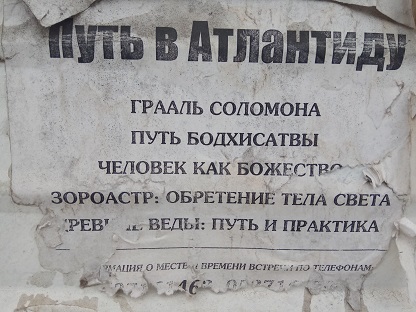 Путь в Атлантиду
ГРААЛЬ СОЛОМОНА
ПУТЬ БОДХИСАТВЫ
ЧЕЛОВЕК КАК БОЖЕСТВО
ЗОРОАСТР: ОБРЕТЕНИЕ ТЕЛА СВЕТА
ВЕДЫ: ПУТЬ И ПРАКТИКА
О МЕСТЕ И ВРЕМЕНИ ВСТРЕЧИ ПО ТЕЛЕФОНАМ